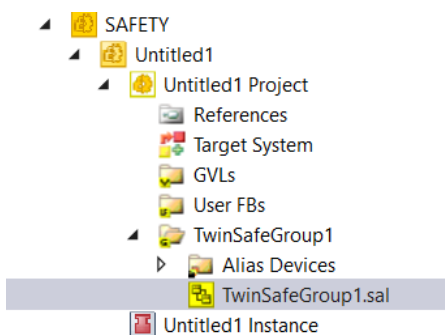 SAFETY
Untitled1
Untitled1 Project
References
Target System
GVLs
User FBs
TwinSafeGroup1
Alias Devices
TwinSafeGroup1.sal
Untitled1 Instance